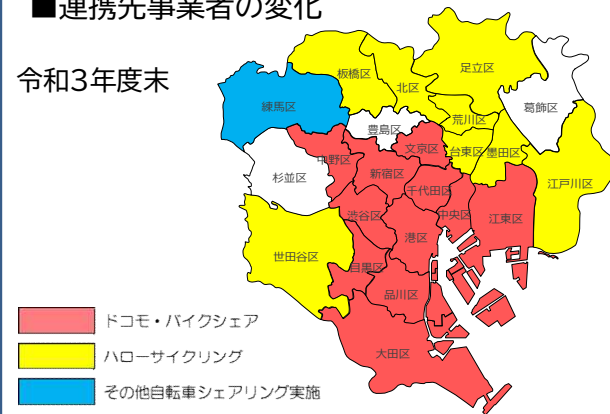 ■連携先事業者の変化
令和3年度末
足立区
板橋区
北区
練馬区
葛飾区
荒川区
豊島区
文京区
台東区
墨田区
中野区
新宿区
杉並区
千代田区
江戸川区
渋谷区
中央区
江東区
港区
世田谷区
目黒区
品川区
大田区
ドコモ・バイクシェア
ハローサイクリング
その他自転車シェアリング実施